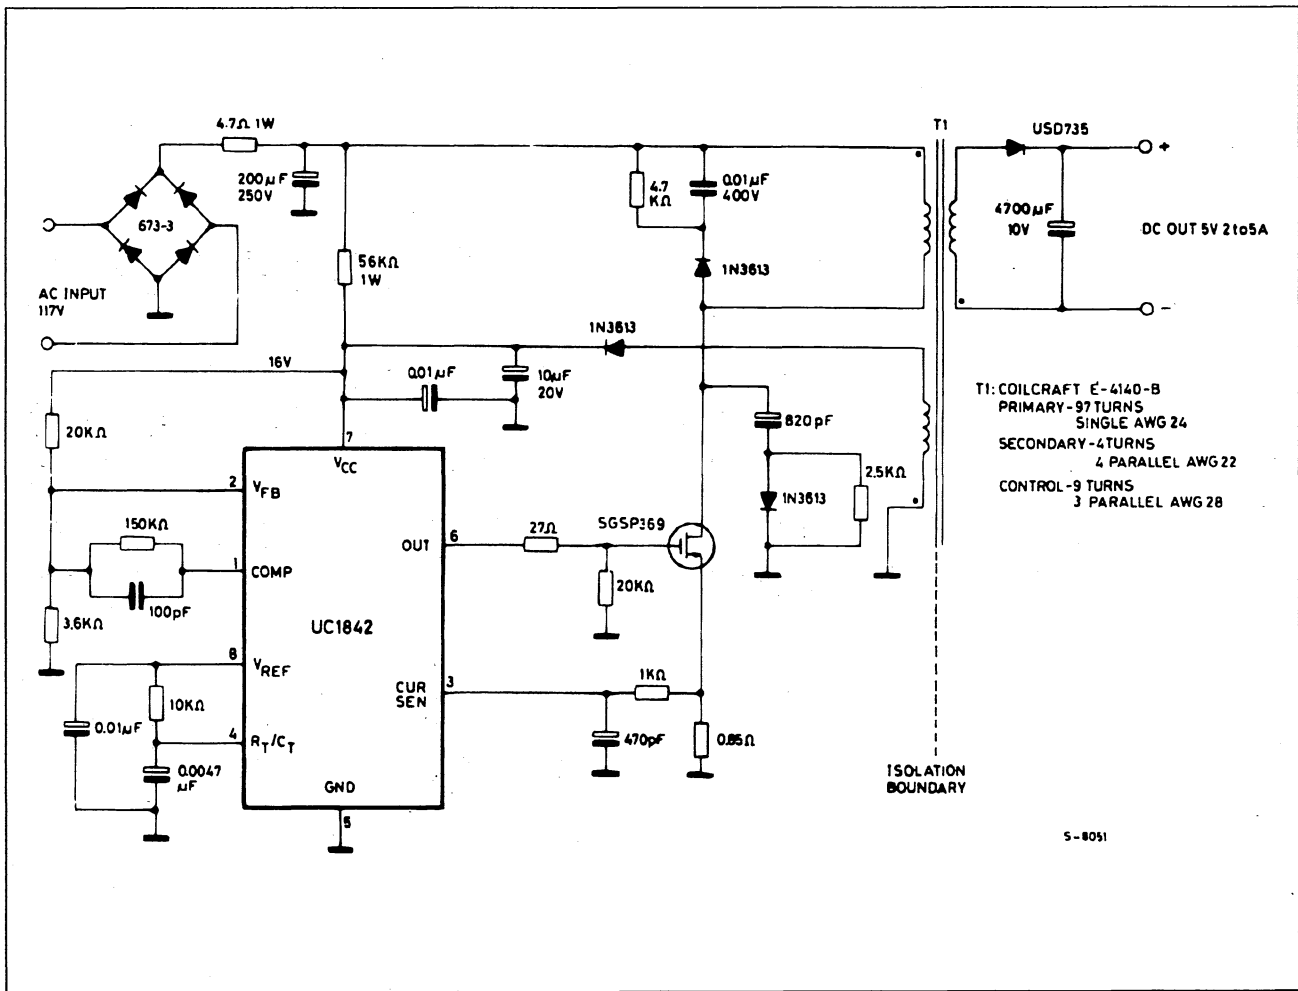 4.7Ω 1W
T1
USD735
200µF
250V
4.7
KΩ
0.01µF
400V
4700µF
10V
+
DC OUT 5V 2to5A
-
673-3
AC INPUT
117V
56KΩ
1W
1N3613
1N3613
16V
0.01µF
10µF
20V
20KΩ
820pF
2.5KΩ
1N3613
T1: COILCRAFT E-4140-B
PRIMARY-97 TURNS
SINGLE AWG 24
SECONDARY-4 TURNS
4 PARALLEL AWG 22
CONTROL-9 TURNS
3 PARALLEL AWG 28
7
VCC
2
VFB
150KΩ
1
COMP
100pF
3.6KΩ
OUT
6
27Ω
SGSP369
20KΩ
UC1842
8
VREF
10KΩ
0.01µF
4
RT/CT
0.0047
µF
CUR
SEN
3
1KΩ
470pF
0.85Ω
GND
5
ISOLATION
BOUNDARY
S-8051